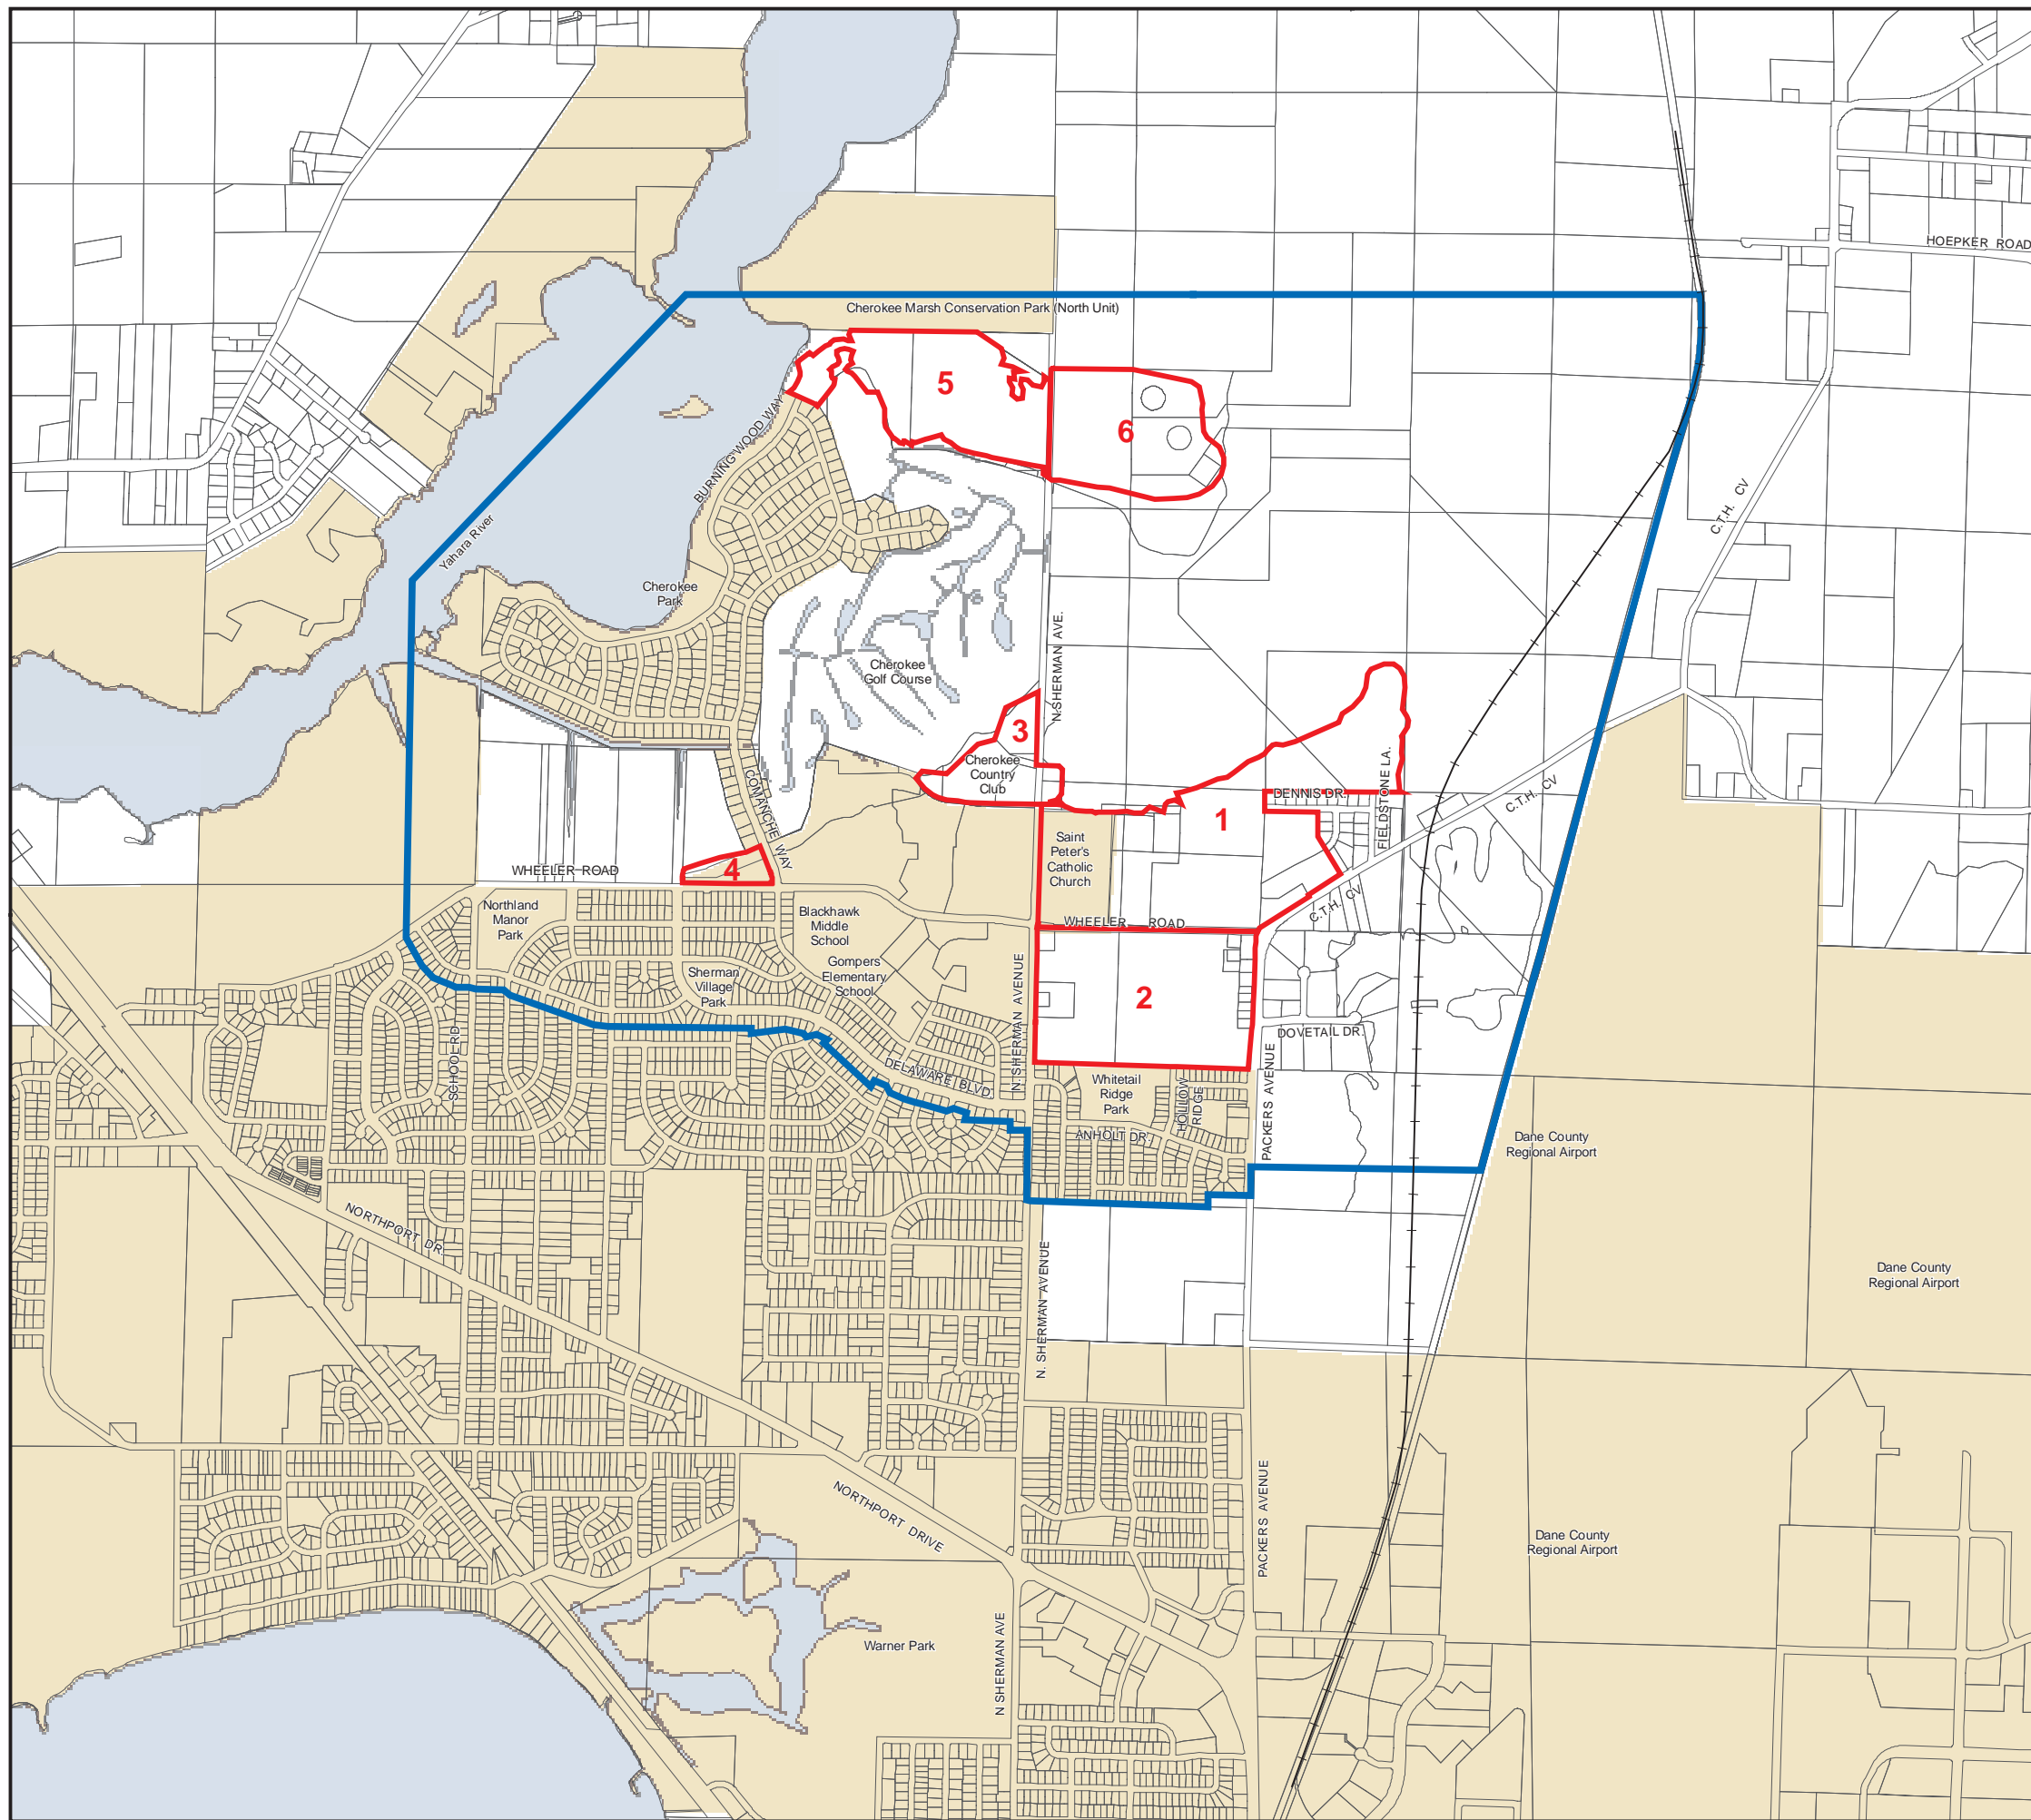 HOEPKER ROAD
Cherokee Marsh Conservation Park (North Unit)
5
6
BURNING WOOD WAY
C.T.H. CV
Yahara River
Cherokee
Park
N.SHERMAN AVE.
Cherokee
Golf Course
3
Cherokee
Country
Club
DENNIS DR.
C.T.H. CV
1
FIELDSTONE LA.
COMANCHE WAY
Saint
Peter's
Catholic
Church
WHEELER ROAD
4
C.T.H. CV
Northland
Manor
Park
Blackhawk
Middle
School
WHEELER ROAD
Gompers
Elementary
School
Sherman
Village
Park
N. SHERMAN AVENUE
2
DOVETAIL DR.
SCHOOL RD
DELAWARE BLVD.
Whitetail
Ridge
Park
HOLLOW
RIDGE
PACKERS AVENUE
ANHOLT DR.
Dane County
Regional Airport
NORTHPORT DR.
N. SHERMAN AVENUE
Dane County
Regional Airport
NORTHPORT DRIVE
PACKERS AVENUE
Dane County
Regional Airport
Warner Park
N SHERMAN AVE